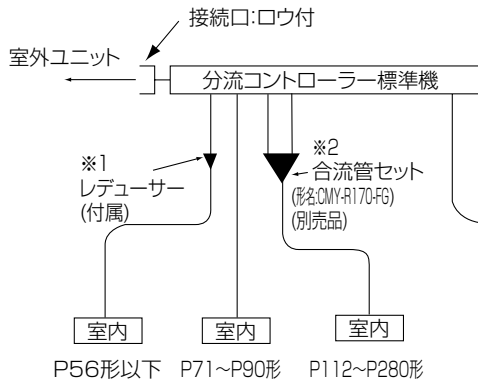 接続口:ロウ付
室外ユニット
分流コントローラー標準機
※1
レデューサー
(付属)
※2
合流管セット
(形名:CMY-R170-FG)
(別売品)
室内
室内
室内
P56形以下
P71~P90形
P112~P280形